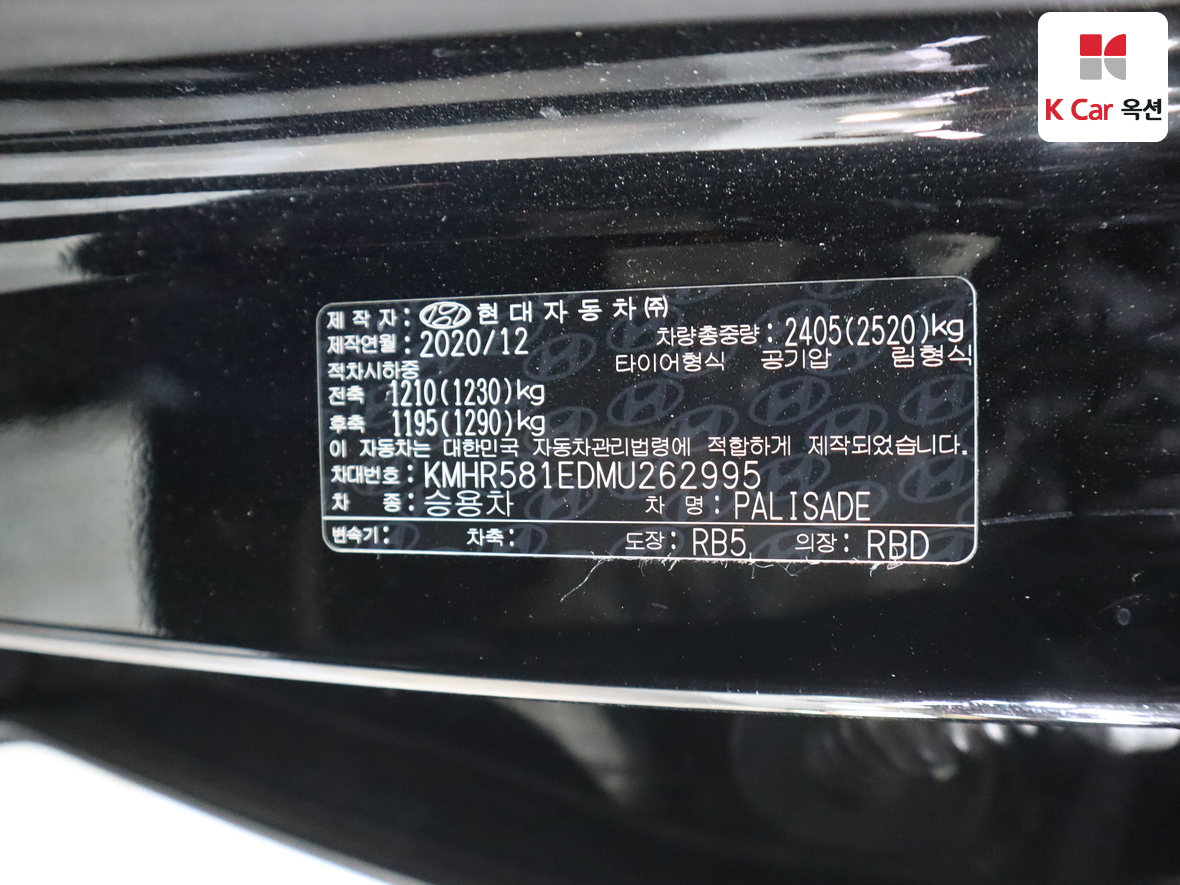 K Car 옥션
제 작 자 : 현 대 자 동 차 ㈜
제작연월 : 2020/12 차량총중량 : 2405(2520)kg
적차시하중 타이어형식 공기압 림형식
전축 1210(1230)kg
후축 1195(1290)kg
이 자동차는 대한민국 자동차관리법령에 적합하게 제작되었습니다.
차대번호 : KMHR581EDMU262995
차 종 : 승용차 차 명 : PALISADE
변속기 : 차축 : 도장 : RB5 의장 : RBD